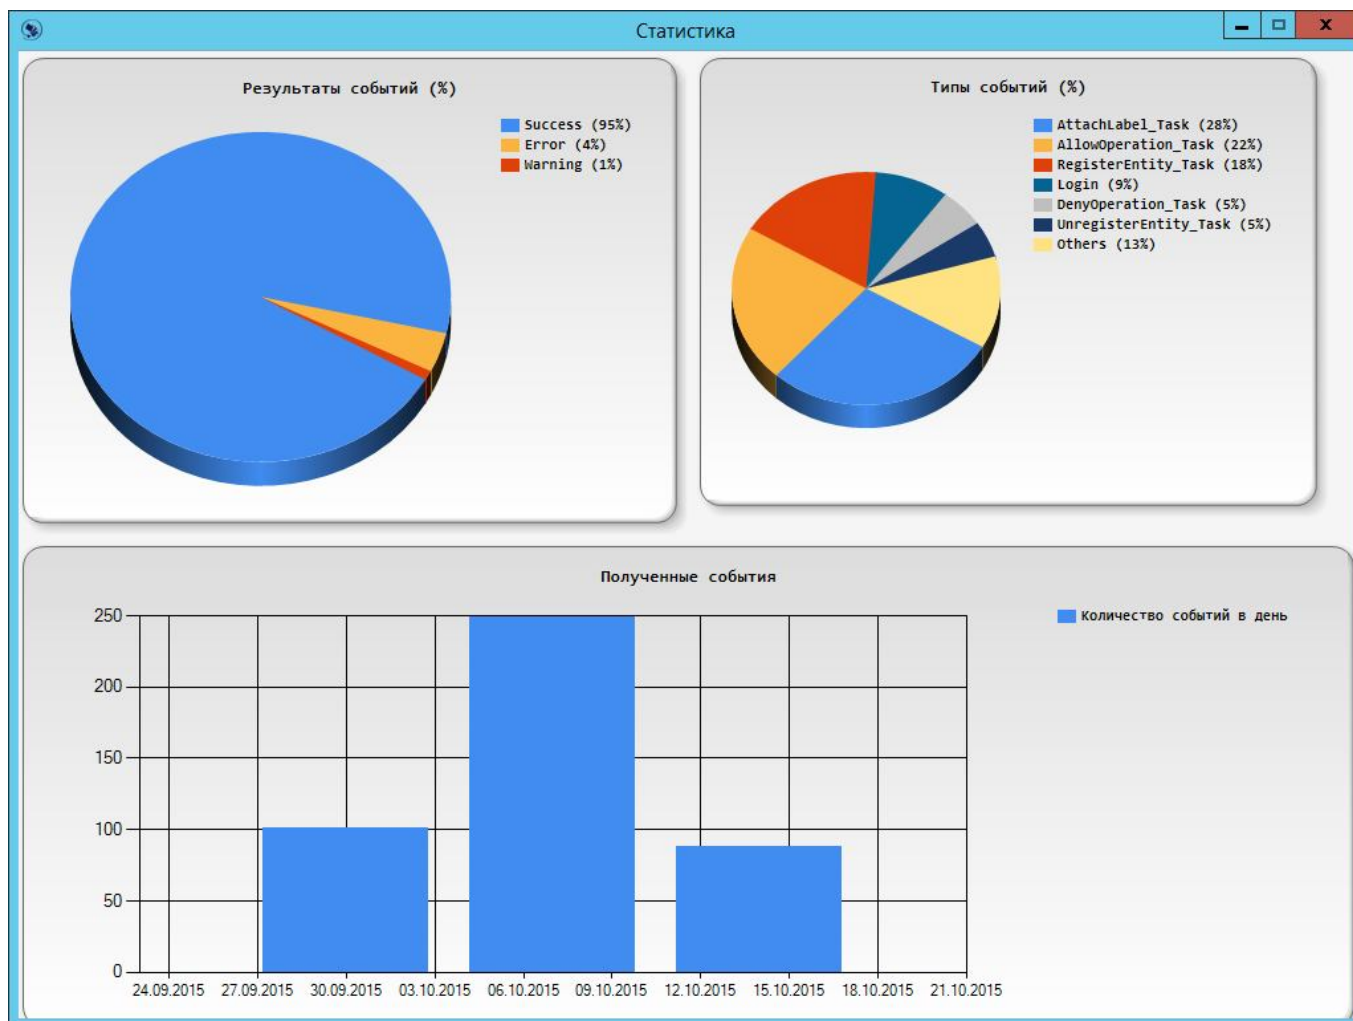 Статистика
Результаты событий (%)
Success (95%)
Error (4%)
Warning (1%)
Типы событий (%)
AttachLabel_Task (28%)
AllowOperation_Task (22%)
RegisterEntity_Task (18%)
Login (9%)
DenyOperation_Task (5%)
UnregisterEntity_Task (5%)
Others (13%)
Полученные события
Количество событий в день
250
200
150
100
50
0
24.09.2015 27.09.2015 30.09.2015 03.10.2015 06.10.2015 09.10.2015 12.10.2015 15.10.2015 18.10.2015 21.10.2015